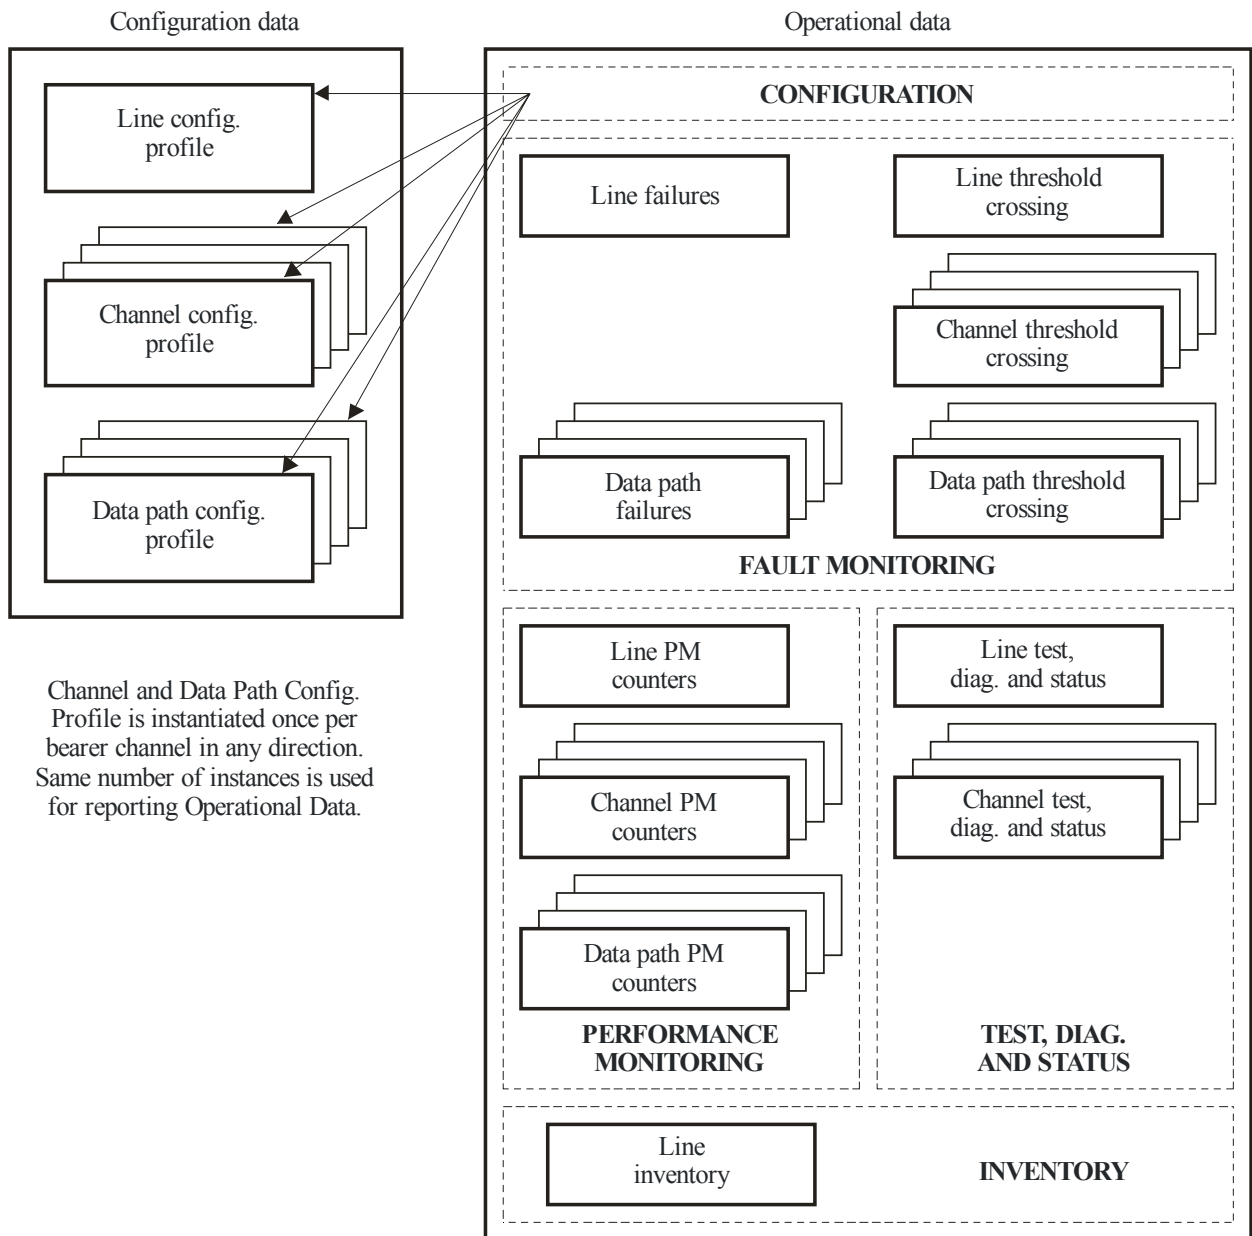 Configuration data
Line config.
profile
Channel config.
profile
Data path config.
profile
Channel and Data Path Config.
Profile is instantiated once per
bearer channel in any direction.
Same number of instances is used
for reporting Operational Data.
Operational data
CONFIGURATION
Line failures
Line threshold
crossing
Channel threshold
crossing
Data path
failures
Data path threshold
crossing
FAULT MONITORING
Line PM
counters
Channel PM
counters
Data path PM
counters
PERFORMANCE
MONITORING
Line test,
diag. and status
Channel test,
diag. and status
TEST, DIAG.
AND STATUS
Line
inventory
INVENTORY